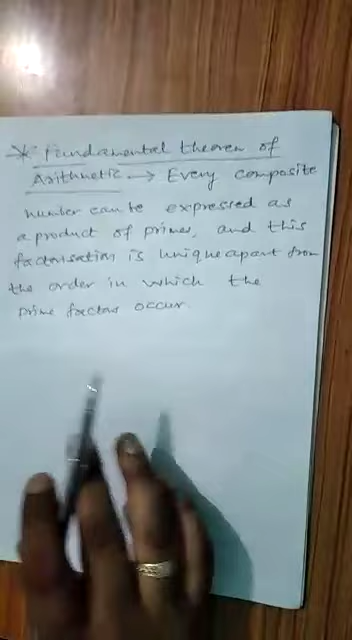 * Fundamental theorem of
Arithmetic → Every composite
number can be expressed as
a product of primes, and this
factorisation is unique apart from
the order in which the
prime factors occur.